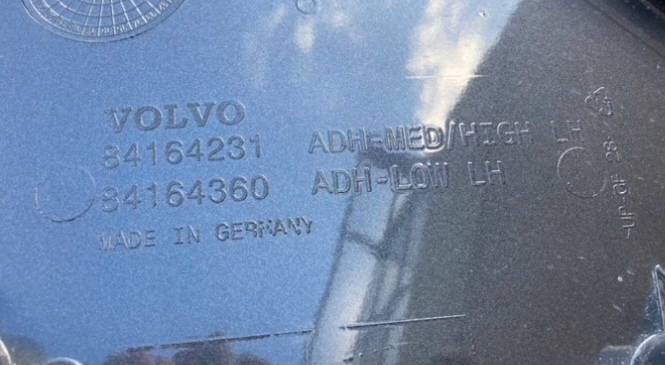 VOLVO
84164231 ADH-MED/HIGH LH
84164360 ADH-LOW LH
MADE IN GERMANY